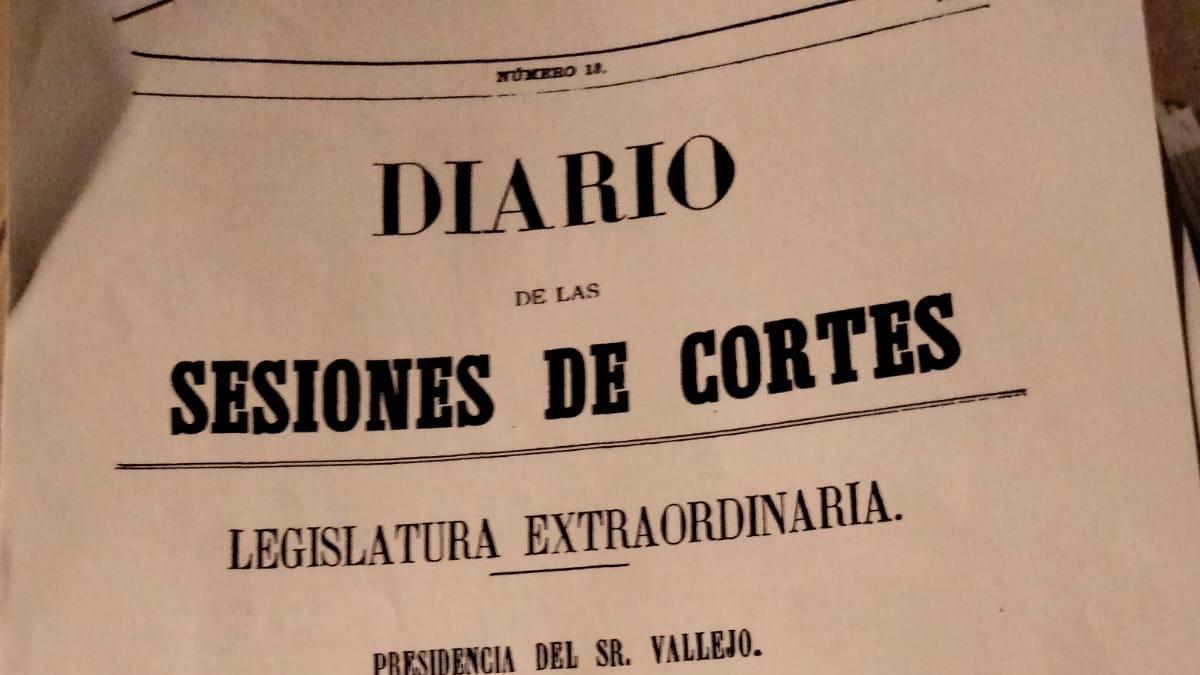 NÚMERO 18.
DIARIO
DE LAS
SESIONES DE CORTES
LEGISLATURA EXTRAORDINARIA.
PRESIDENCIA DEL SR. VALLEJO.